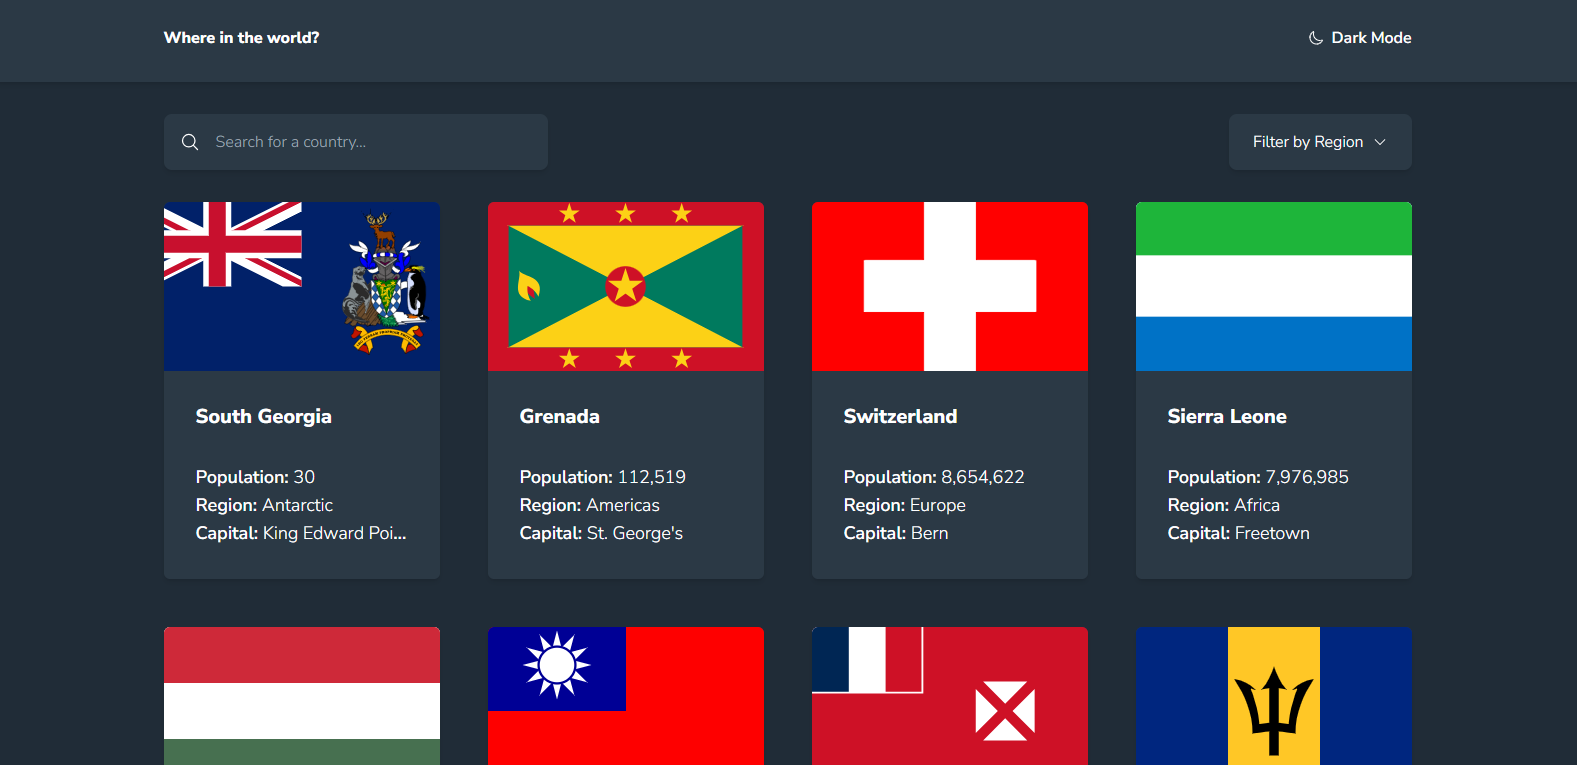 Where in the world?
Dark Mode
Search for a country...
Filter by Region
South Georgia
Population: 30
Region: Antarctic
Capital: King Edward Poi...
Grenada
Population: 112,519
Region: Americas
Capital: St. George's
Switzerland
Population: 8,654,622
Region: Europe
Capital: Bern
Sierra Leone
Population: 7,976,985
Region: Africa
Capital: Freetown